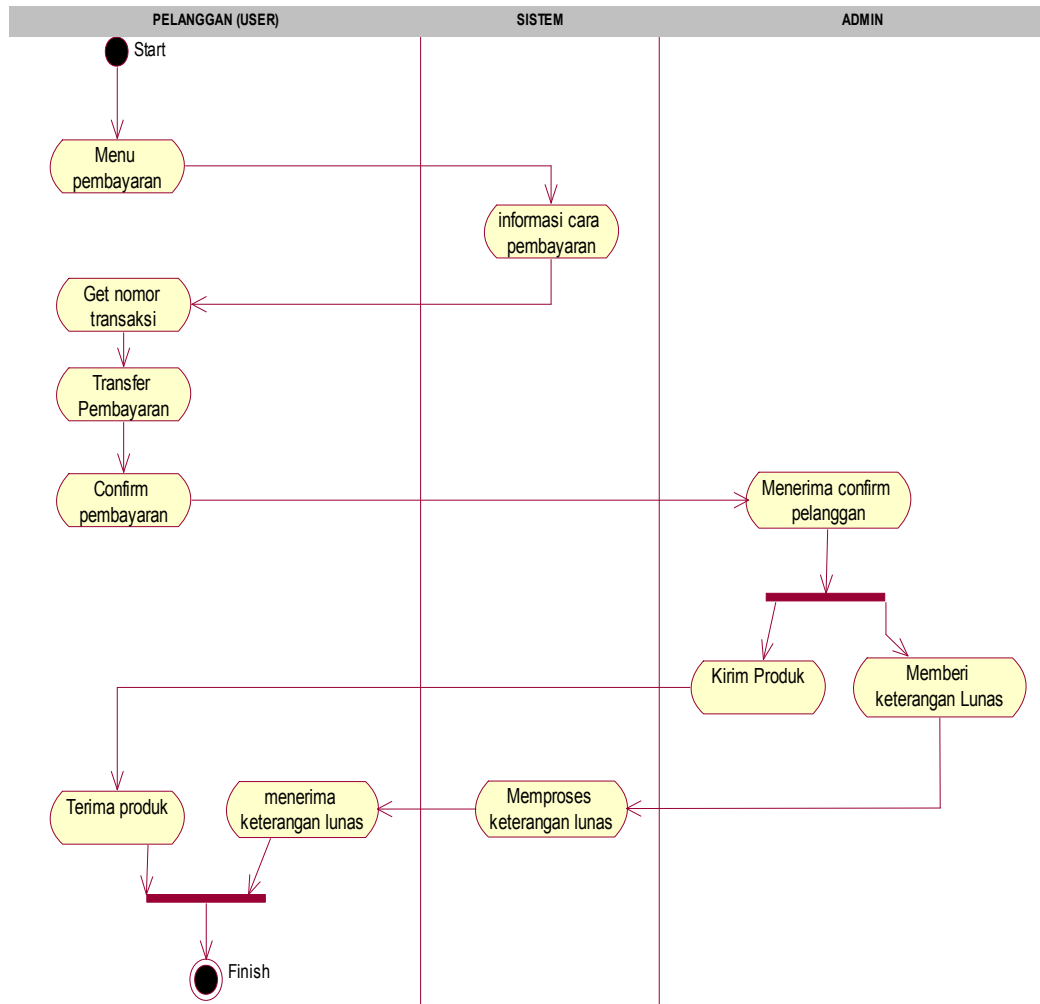 PELANGGAN (USER)
SISTEM
ADMIN
Start
Menu
pembayaran
informasi cara
pembayaran
Get nomor
transaksi
Transfer
Pembayaran
Confirm
pembayaran
Menerima confirm
pelanggan
Kirim Produk
Memberi
keterangan Lunas
Terima produk
menerima
keterangan lunas
Memproses
keterangan lunas
Finish